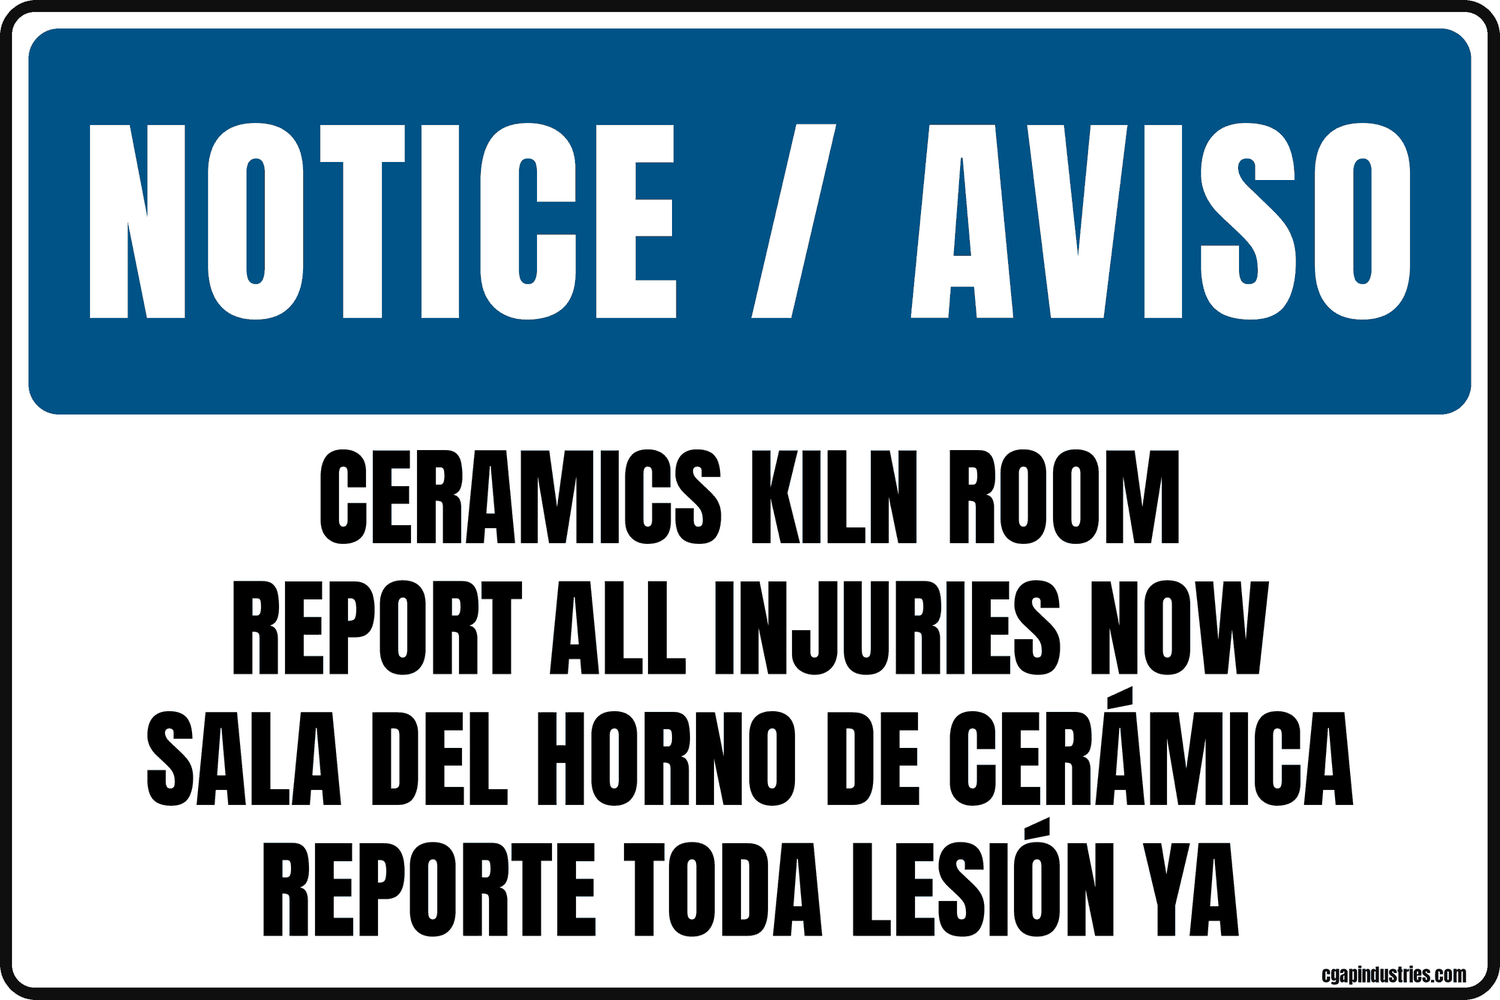 NOTICE / AVISO
CERAMICS KILN ROOM
REPORT ALL INJURIES NOW
SALA DEL HORNO DE CERÁMICA
REPORTE TODA LESIÓN YA
cgapindustries.com